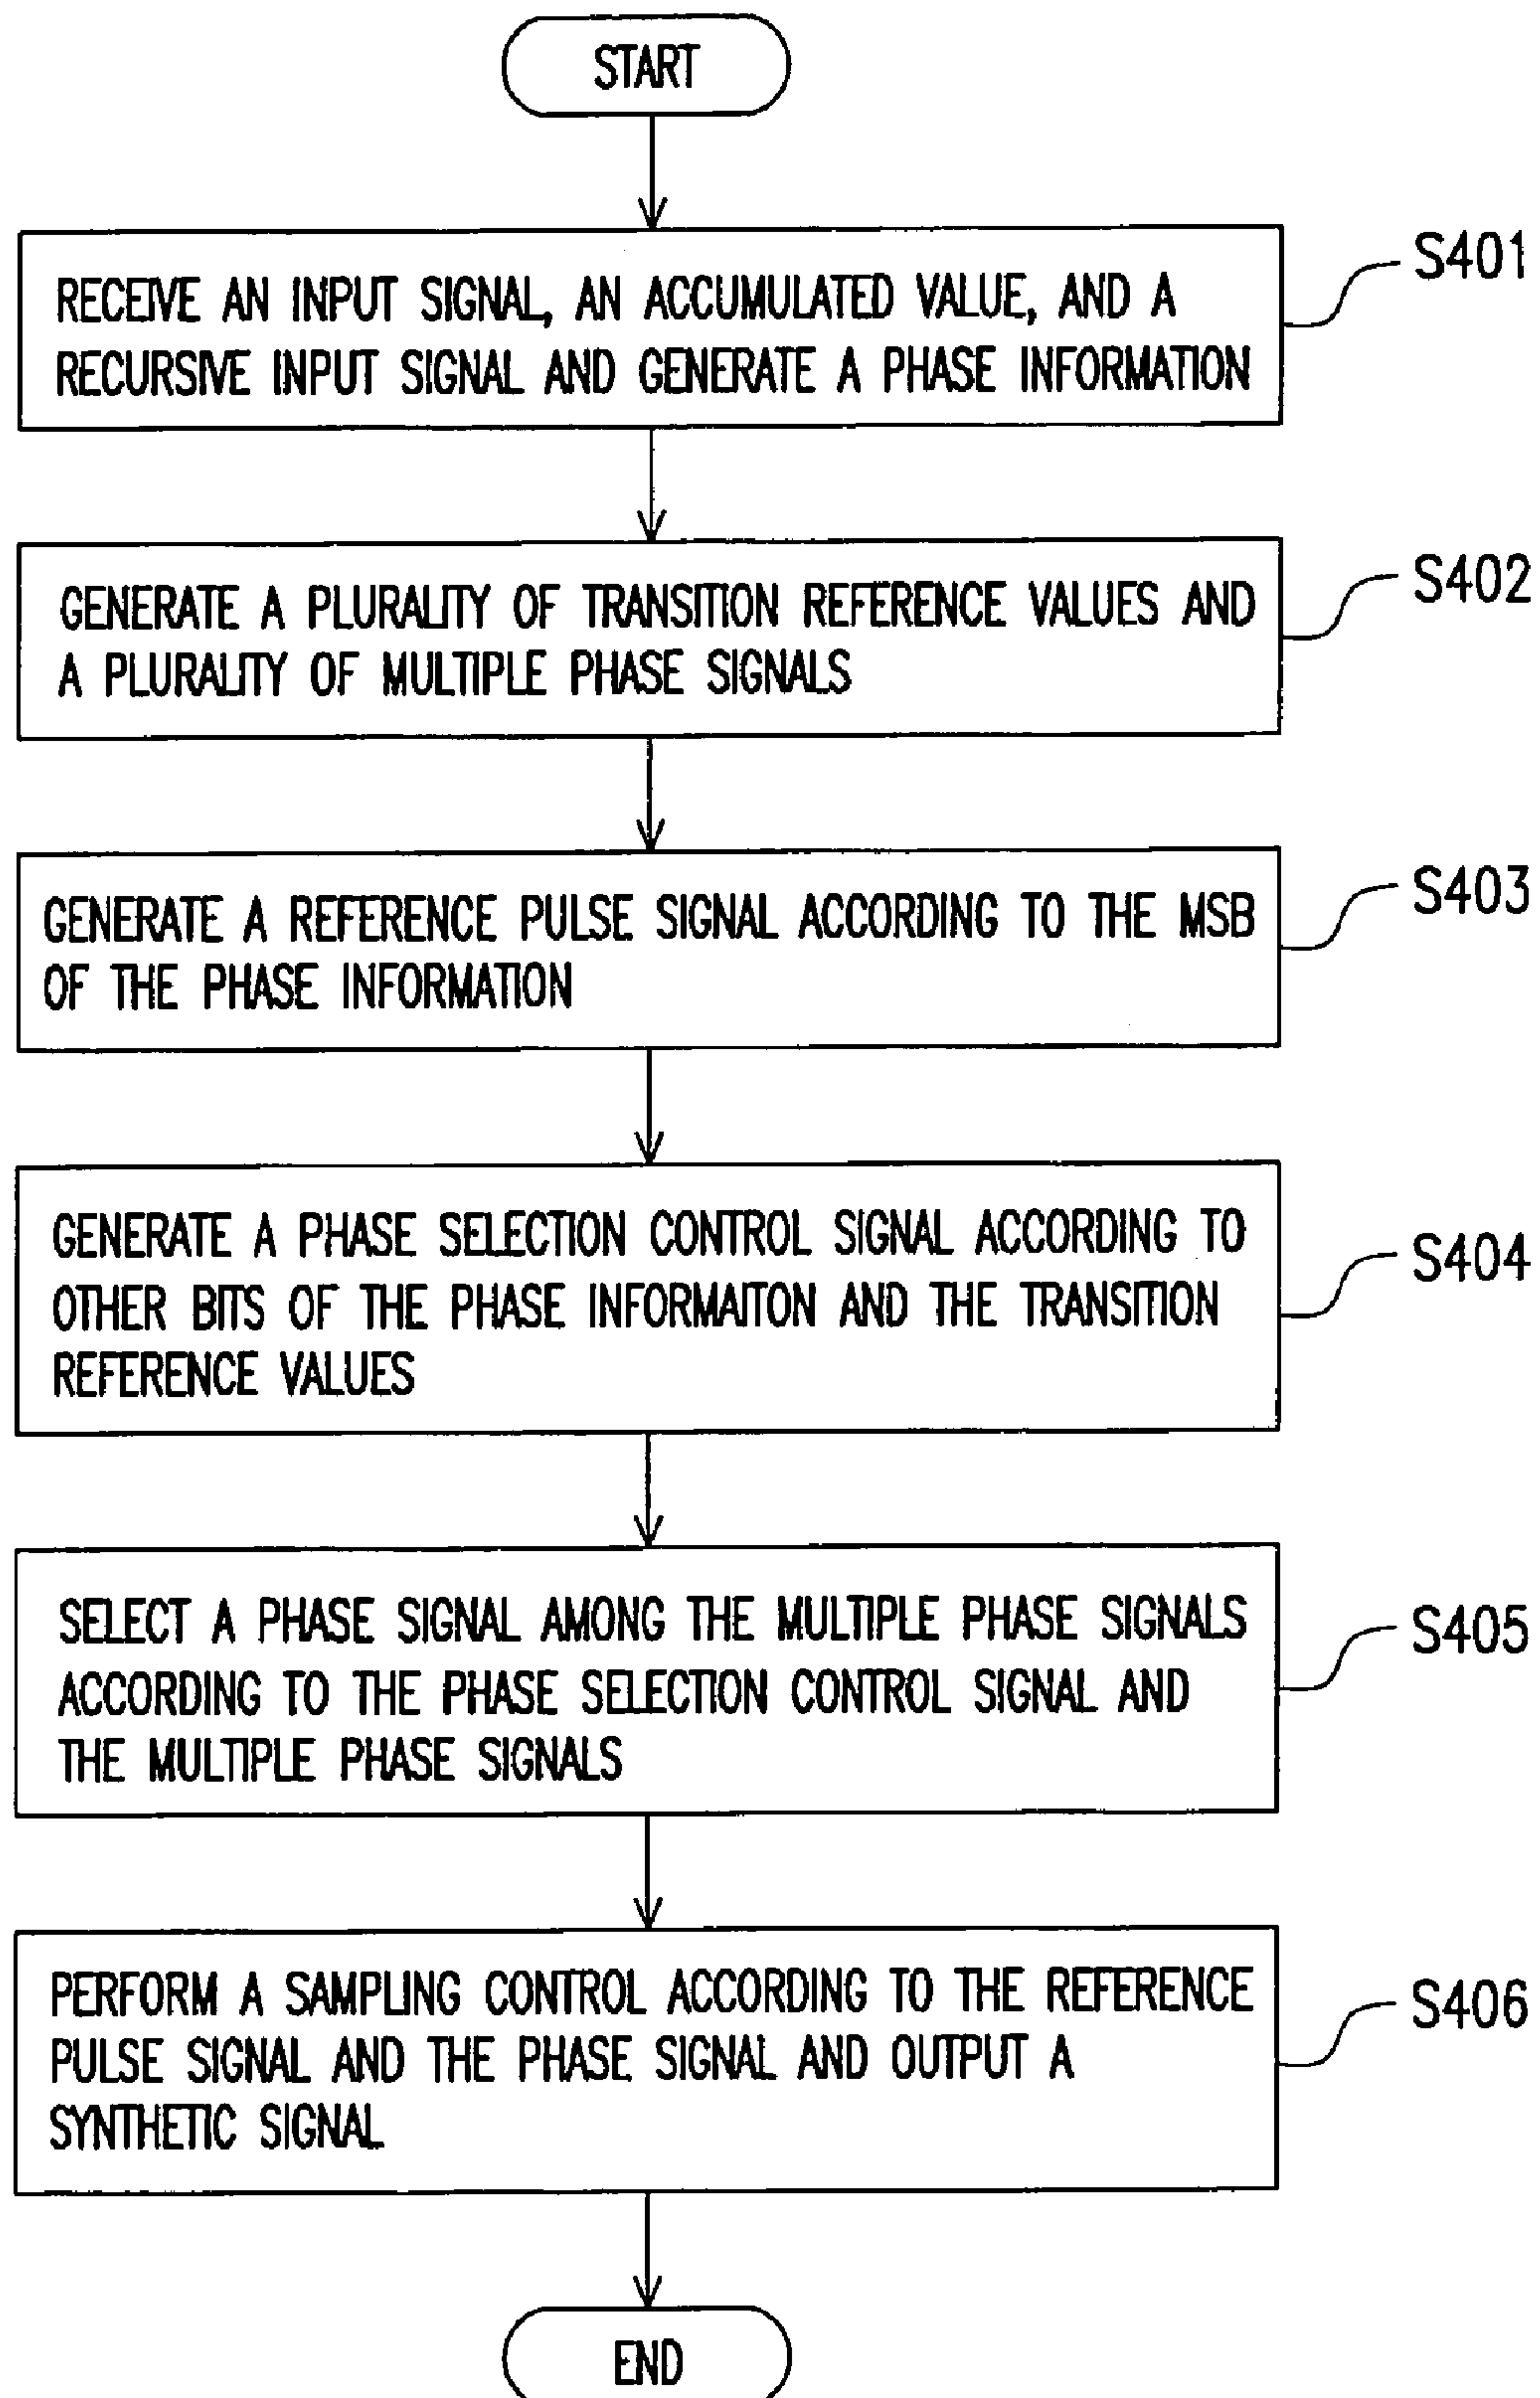 START
RECEIVE AN INPUT SIGNAL, AN ACCUMULATED VALUE, AND A
RECURSIVE INPUT SIGNAL AND GENERATE A PHASE INFORMATION
S401
GENERATE A PLURALITY OF TRANSITION REFERENCE VALUES AND
A PLURALITY OF MULTIPLE PHASE SIGNALS
S402
GENERATE A REFERENCE PULSE SIGNAL ACCORDING TO THE MSB
OF THE PHASE INFORMATION
S403
GENERATE A PHASE SELECTION CONTROL SIGNAL ACCORDING TO
OTHER BITS OF THE PHASE INFORMAITON AND THE TRANSITION
REFERENCE VALUES
S404
SELECT A PHASE SIGNAL AMONG THE MULTIPLE PHASE SIGNALS
ACCORDING TO THE PHASE SELECTION CONTROL SIGNAL AND
THE MULTIPLE PHASE SIGNALS
S405
PERFORM A SAMPLING CONTROL ACCORDING TO THE REFERENCE
PULSE SIGNAL AND THE PHASE SIGNAL AND OUTPUT A
SYNTHETIC SIGNAL
S406
END